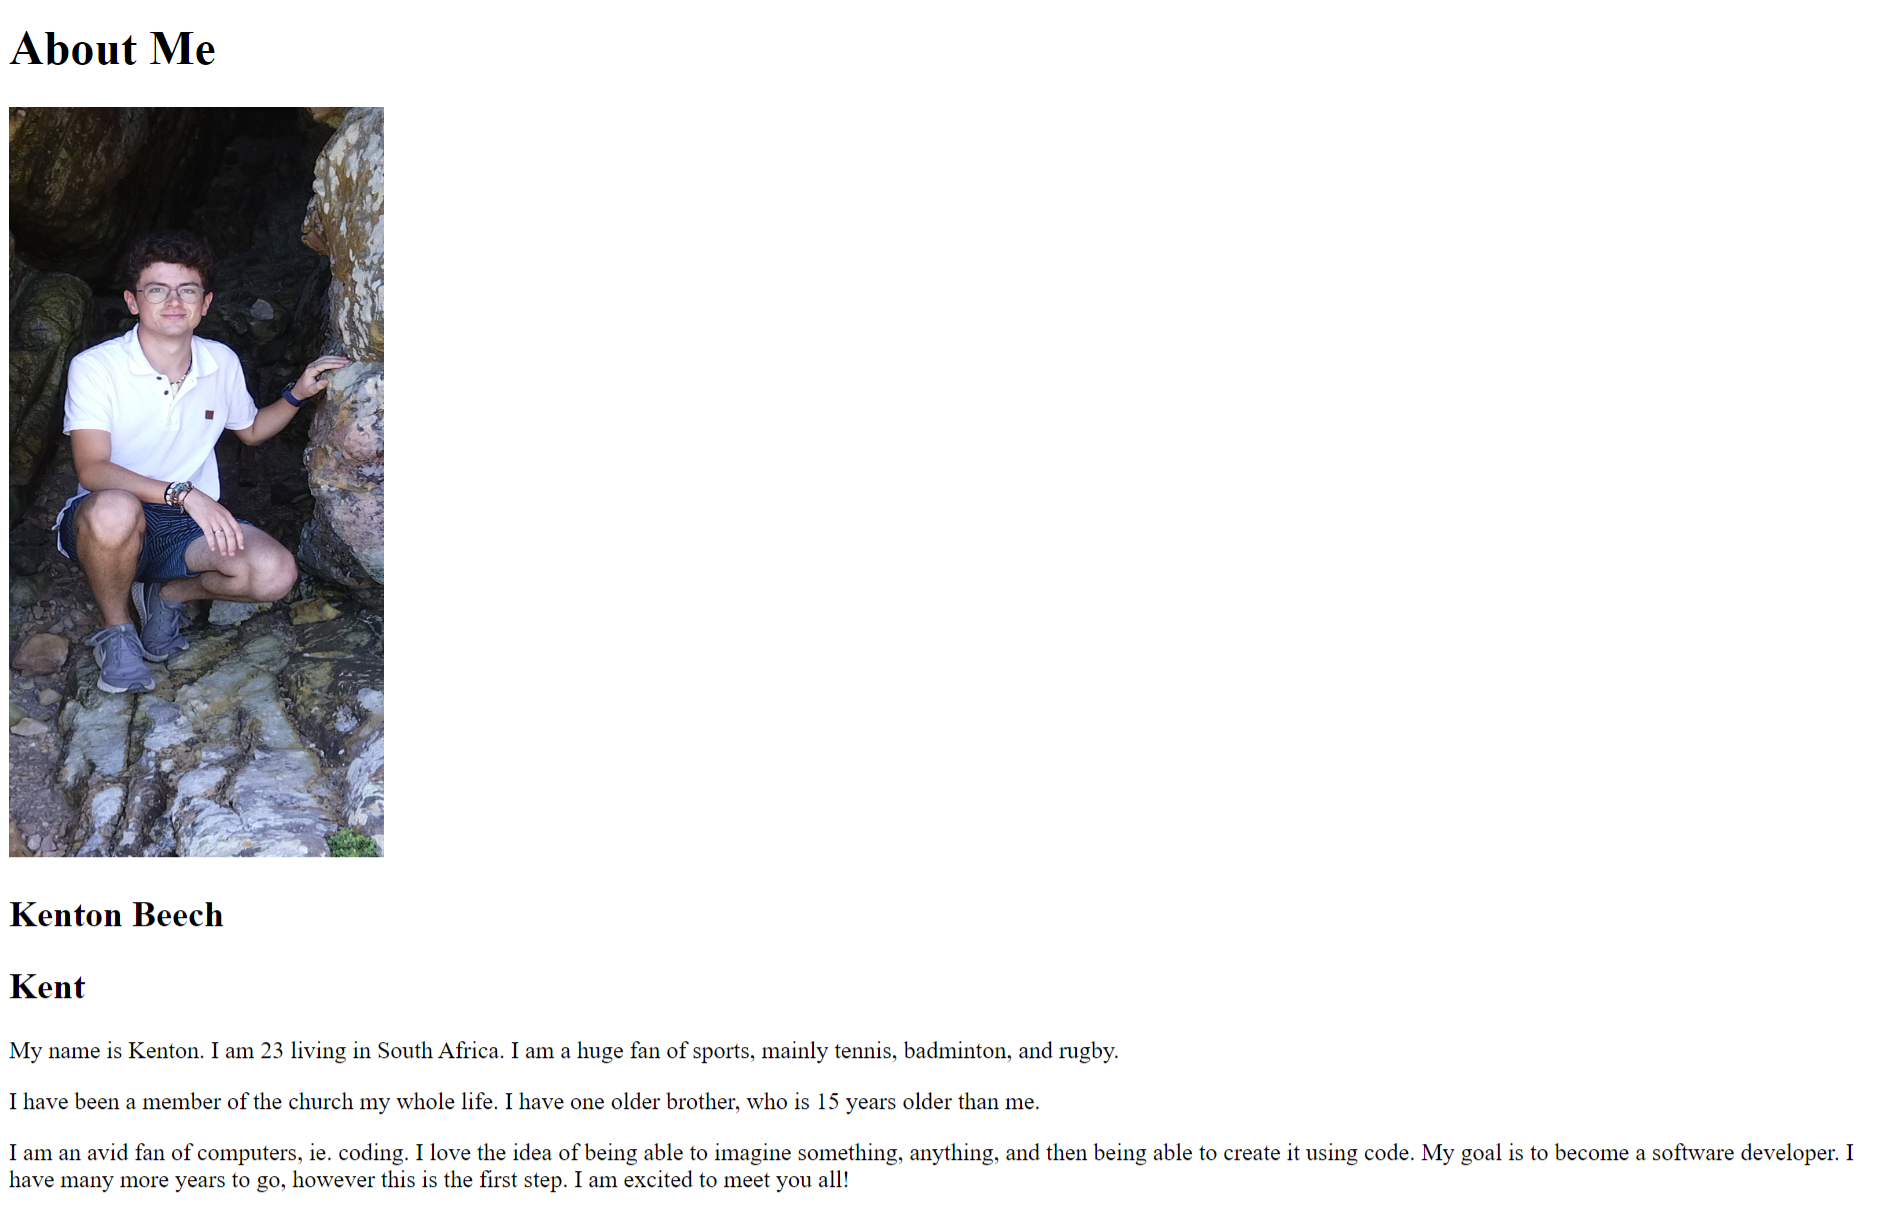 About Me
Kenton Beech
Kent
My name is Kenton. I am 23 living in South Africa. I am a huge fan of sports, mainly tennis, badminton, and rugby.
I have been a member of the church my whole life. I have one older brother, who is 15 years older than me.
I am an avid fan of computers, ie. coding. I love the idea of being able to imagine something, anything, and then being able to create it using code. My goal is to become a software developer. I
have many more years to go, however this is the first step. I am excited to meet you all!